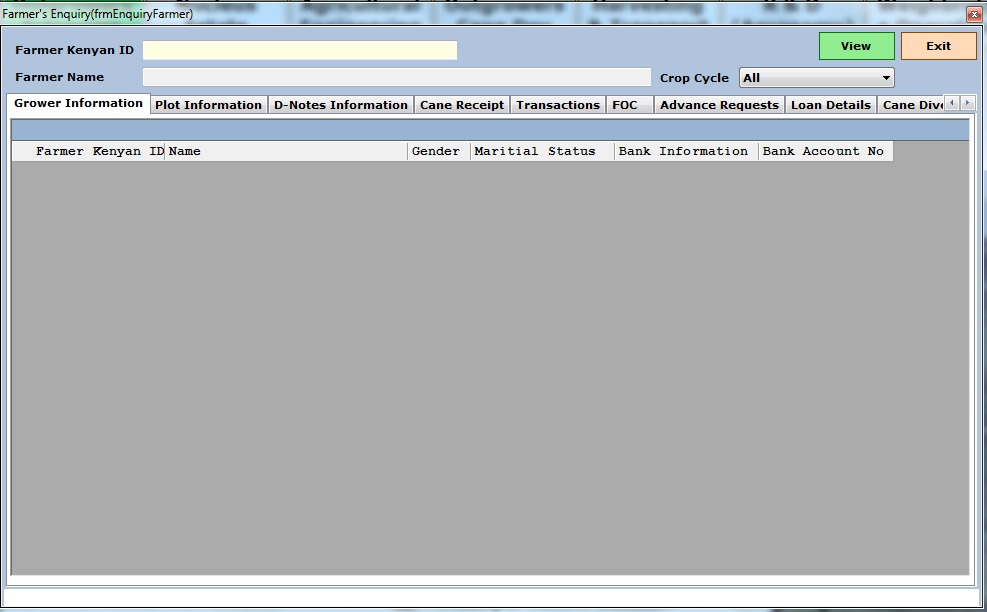 Farmer's Enquiry(frmEnquiryFarmer)
Farmer Kenyan ID
View
Exit
Farmer Name
Crop Cycle All
Grower Information Plot Information D-Notes Information Cane Receipt Transactions FOC Advance Requests Loan Details Cane Dive
Farmer Kenyan ID Name Gender Maritial Status Bank Information Bank Account No